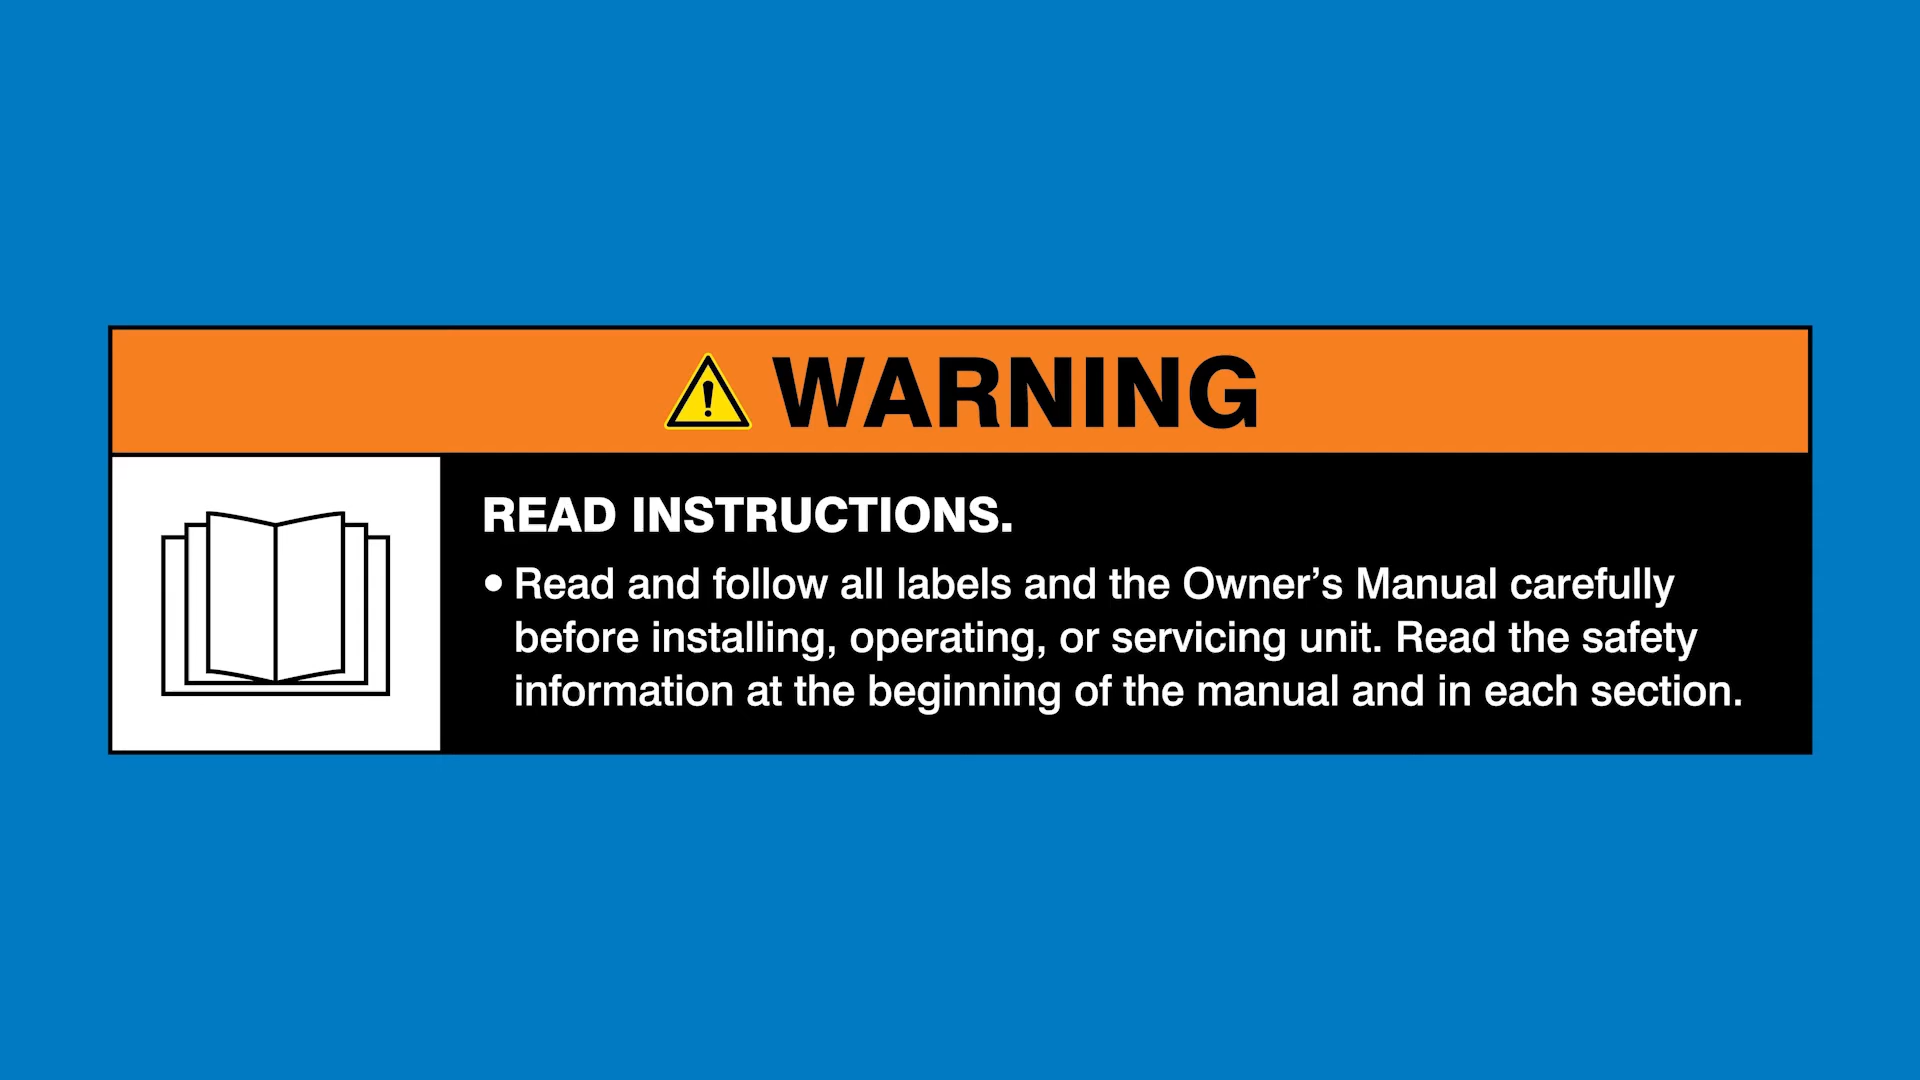 WARNING
READ INSTRUCTIONS.
• Read and follow all labels and the Owner’s Manual carefully
before installing, operating, or servicing unit. Read the safety
information at the beginning of the manual and in each section.